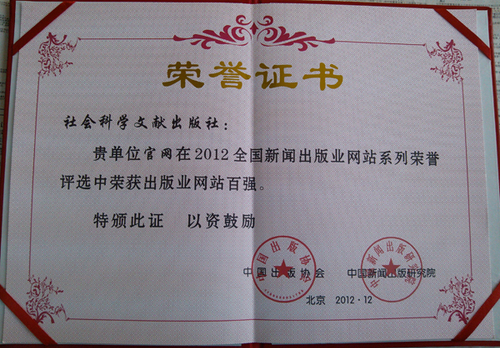 荣誉证书
社会科学文献出版社：
贵单位官网在2012全国新闻出版业网站系列荣誉
评选中荣获出版业网站百强。
特颁此证 以资鼓励
中国出版协会 中国新闻出版研究院
北京 2012·12